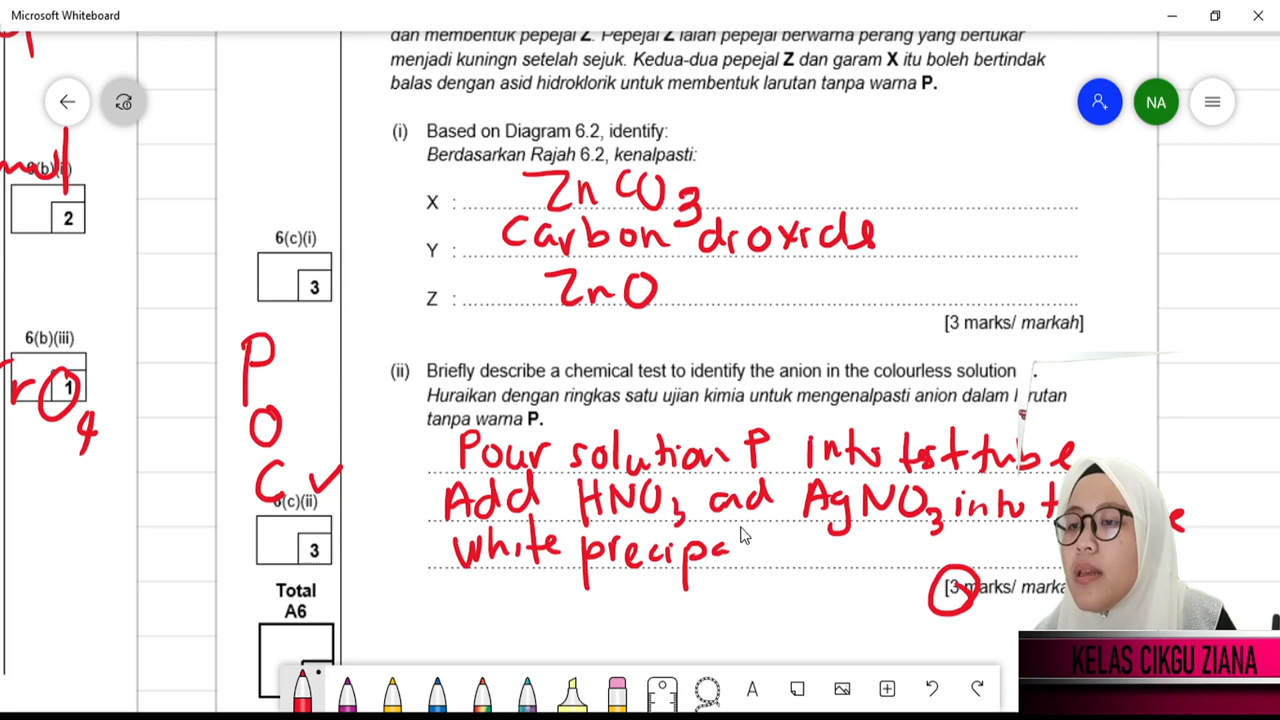 Microsoft Whiteboard
dan membentuk pepejal Z. Pepejal Z ialah pepejal berwarna perang yang bertukar
menjadi kuningn setelah sejuk. Kedua-dua pepejal Z dan garam X itu boleh bertindak
balas dengan asid hidroklorik untuk membentuk larutan tanpa warna P.
NA
(i) Based on Diagram 6.2, identify:
Berdasarkan Rajah 6.2, kenalpasti:
X : ZnCO3
Y : Carbon dioxide
Z : ZnO
[3 marks/ markah]
(ii) Briefly describe a chemical test to identify the anion in the colourless solution
Huraikan dengan ringkas satu ujian kimia untuk mengenalpasti anion dalam larutan
tanpa warna P.
Pour solution P into test tube
Add HNO3 and AgNO3 into
White precipa
[3 marks/
mol
6(b)(i)
2
6(c)(i)
3
6(b)(iii)
1
rO4
P
O
C ✓
6(c)(ii)
3
Total
A6
KELAS CIKGU ZIANA